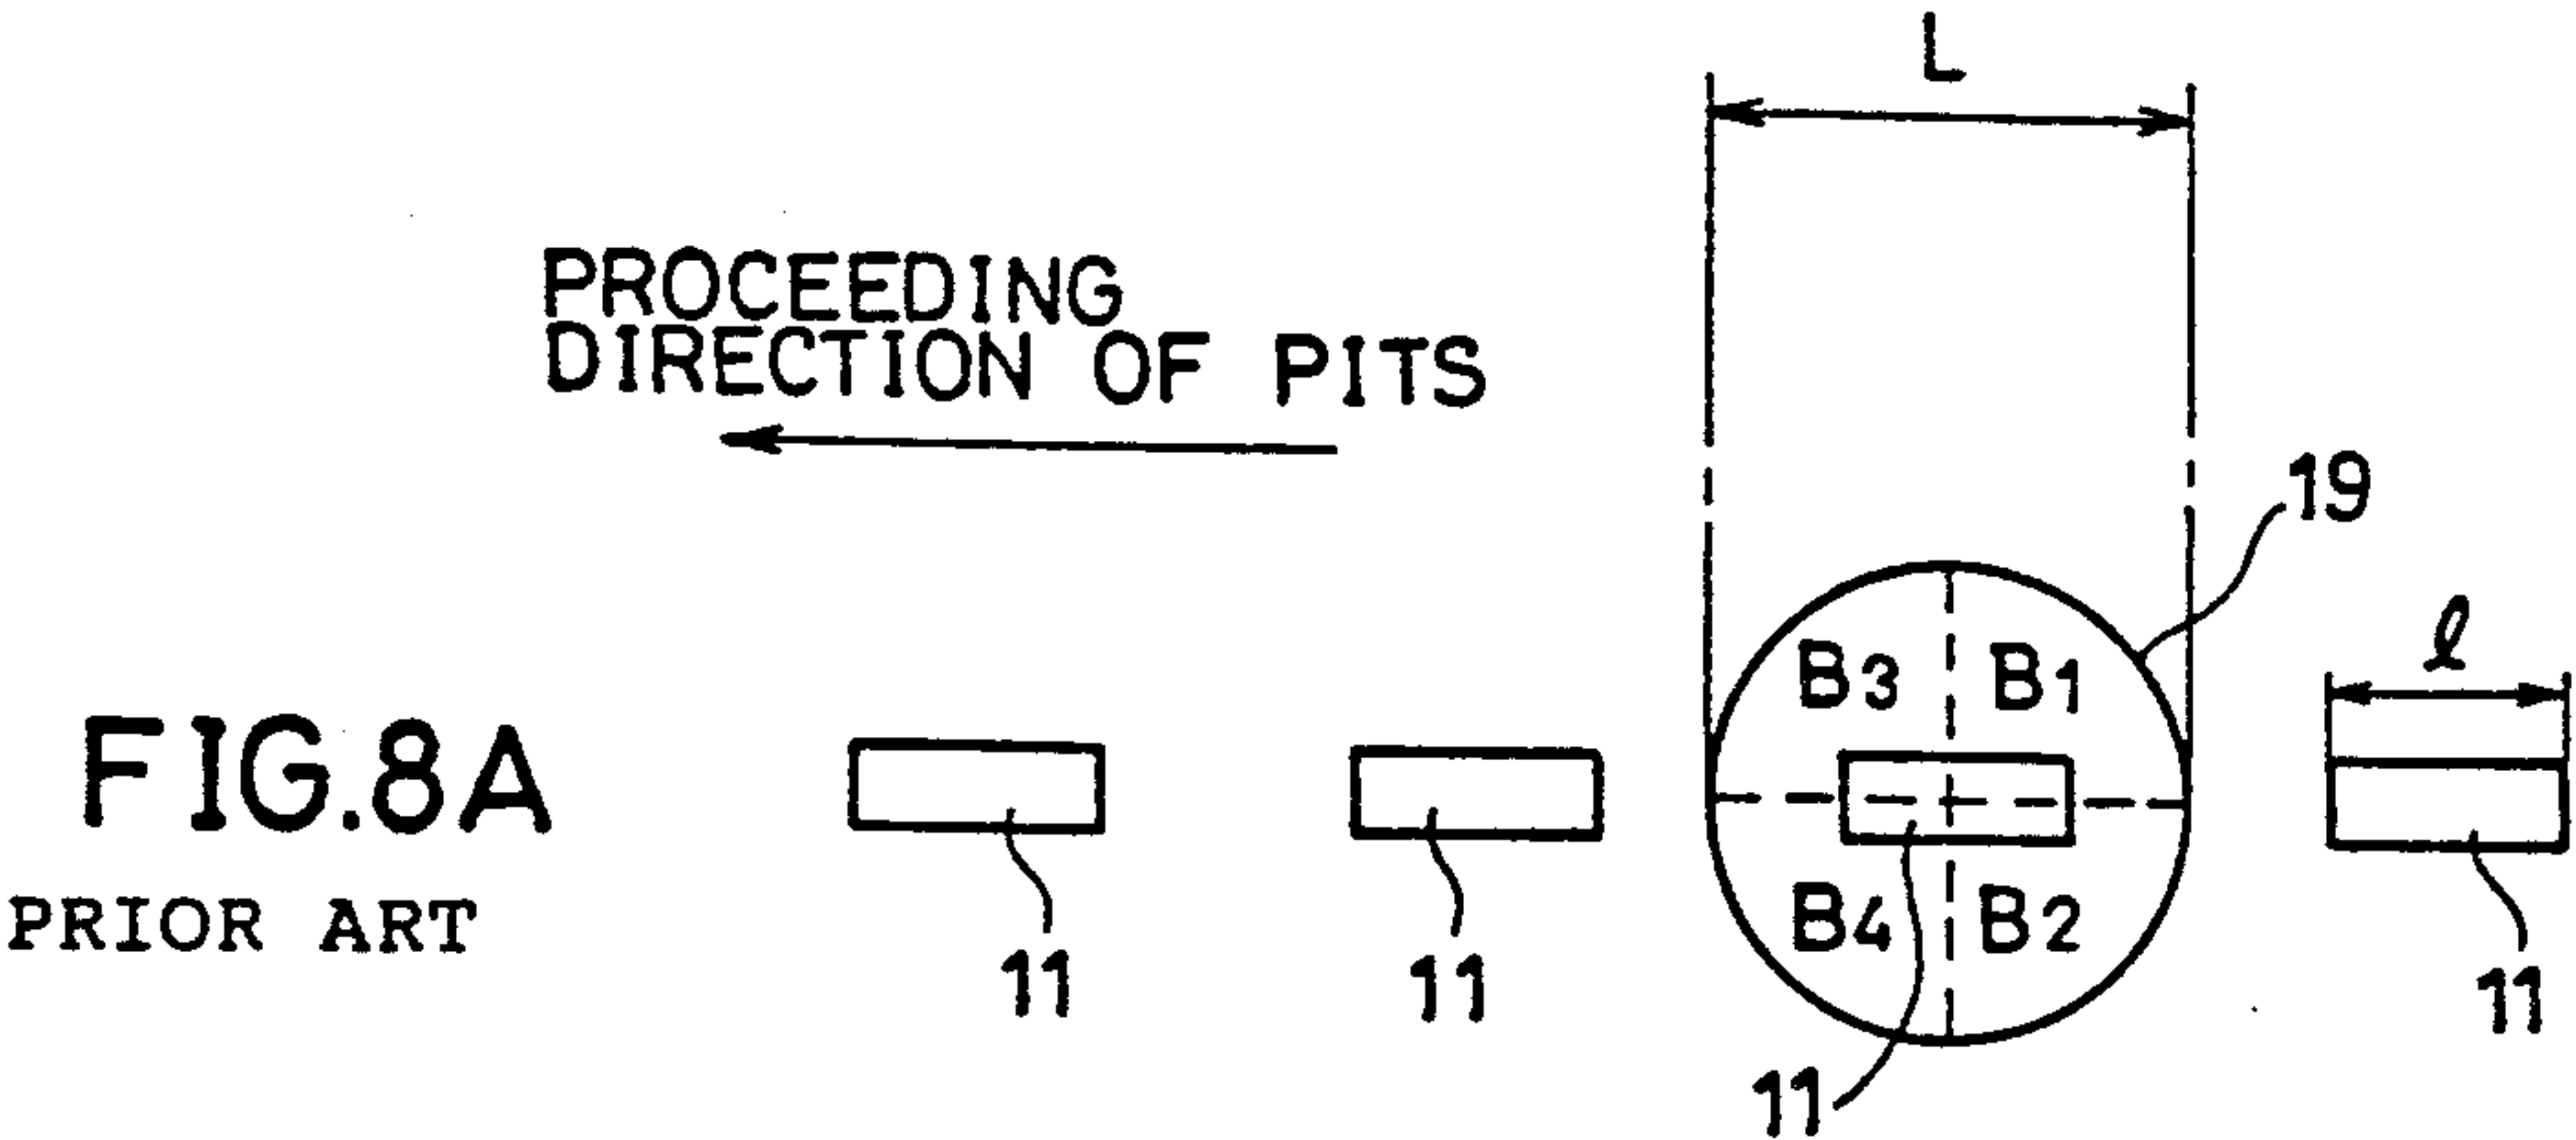 L
PROCEEDING
DIRECTION OF PITS
19
ℓ
B3 B1
FIG.8A
B4 B2
PRIOR ART
11
11
11
11